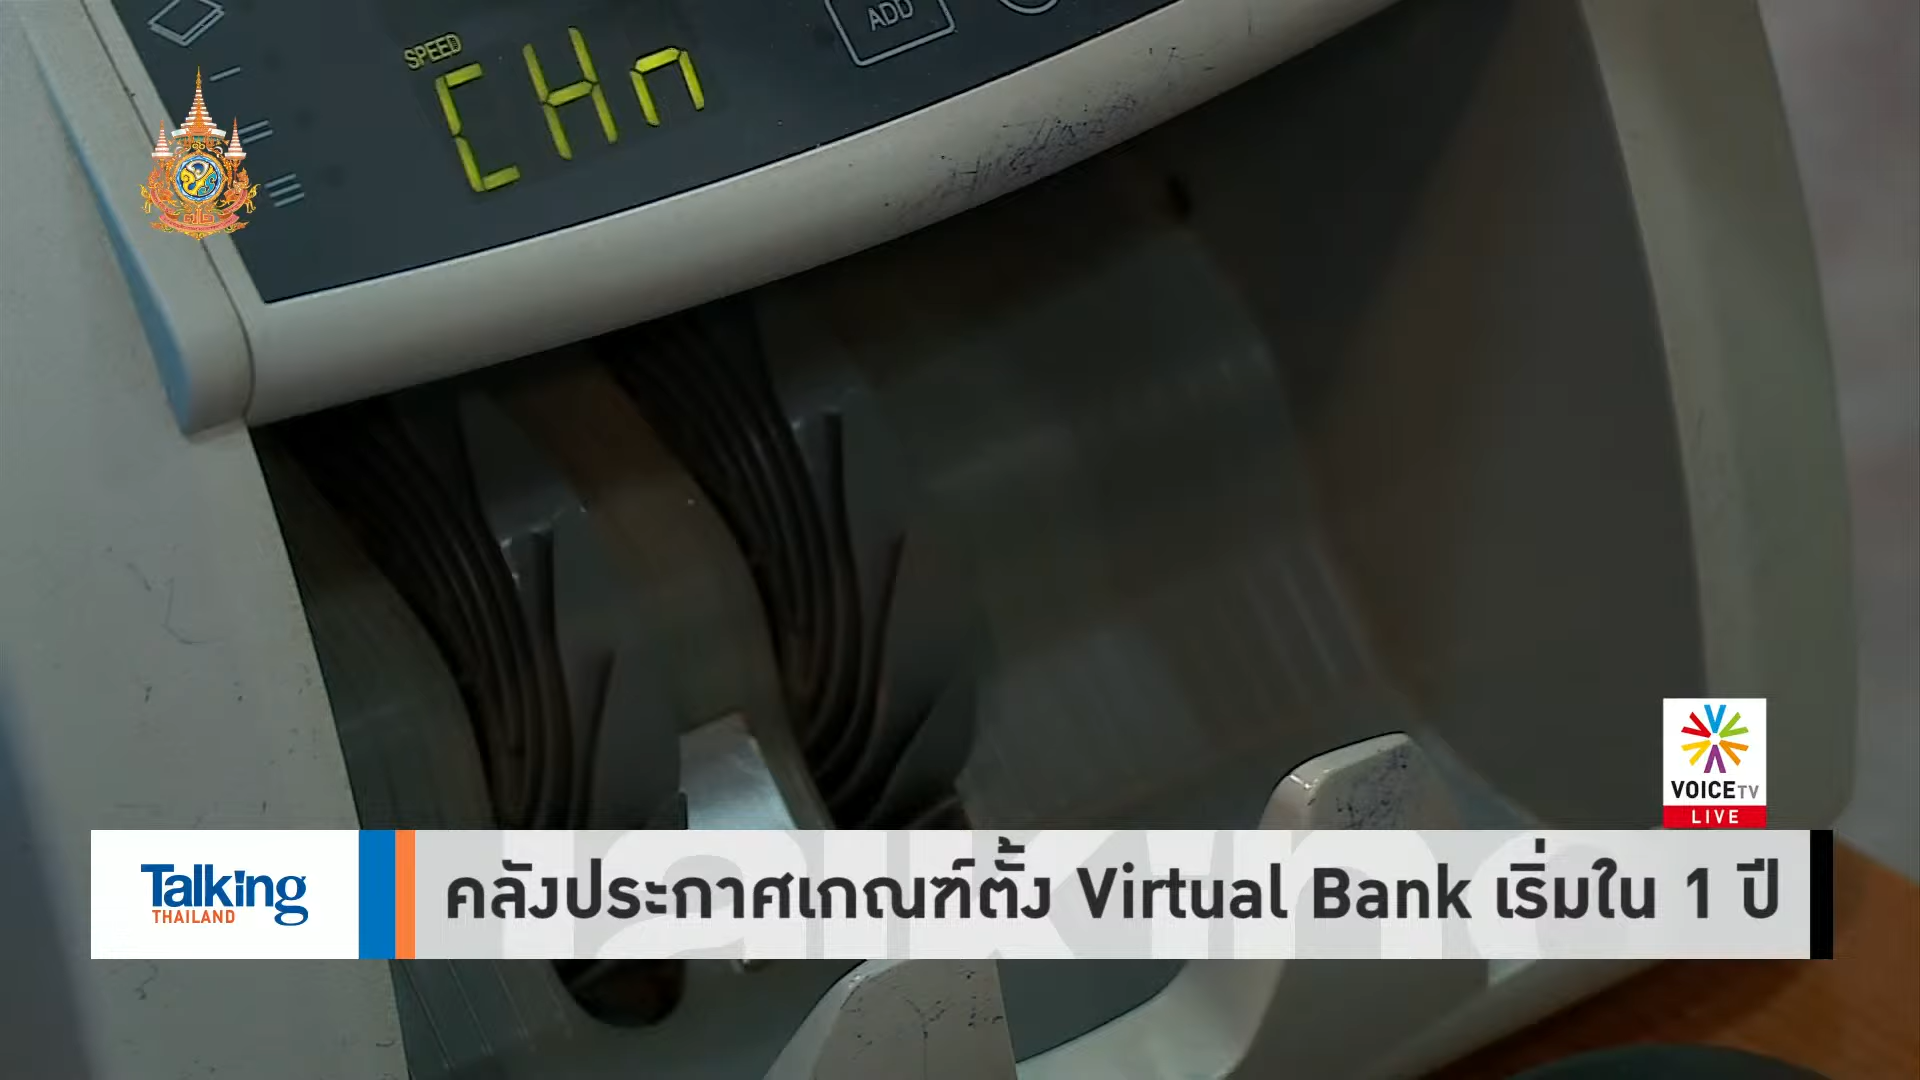 SPEED
CHn
ADD
VOICE TV
LIVE
Talking
THAILAND
คลังประกาศเกณฑ์ตั้ง Virtual Bank เริ่มใน 1 ปี